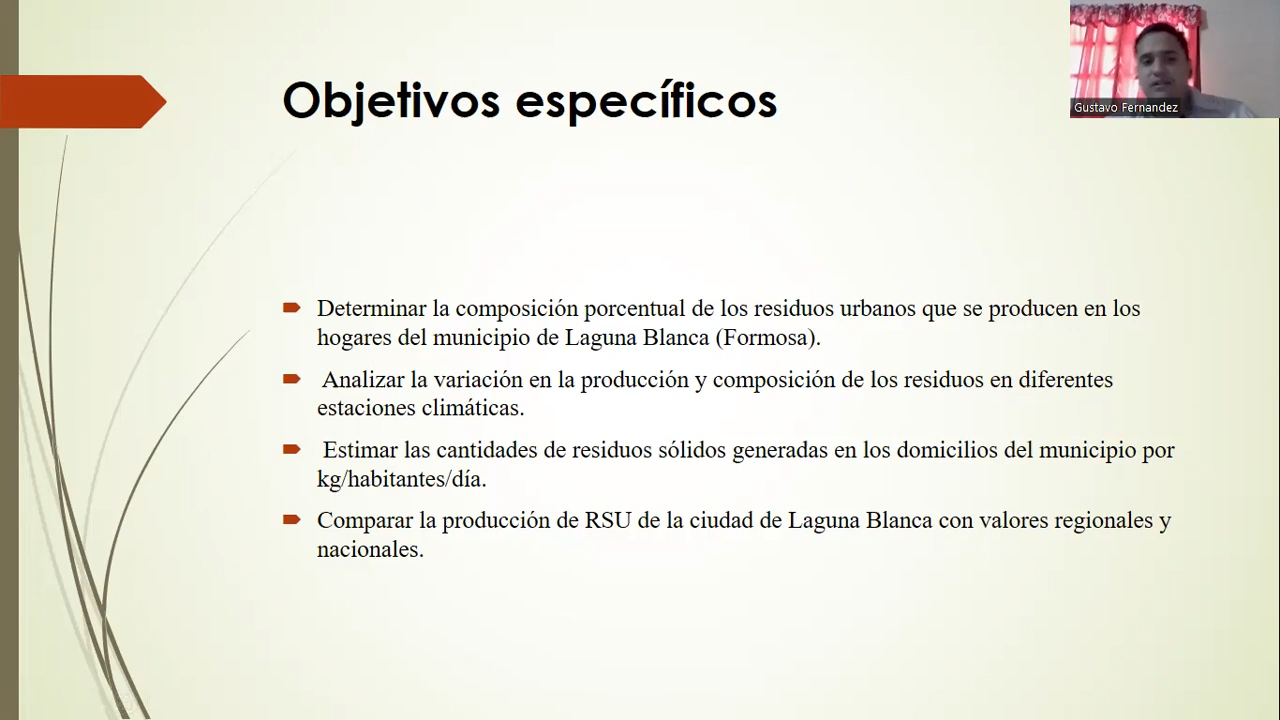 Objetivos específicos
Gustavo Fernandez
Determinar la composición porcentual de los residuos urbanos que se producen en los
hogares del municipio de Laguna Blanca (Formosa).
Analizar la variación en la producción y composición de los residuos en diferentes
estaciones climáticas.
Estimar las cantidades de residuos sólidos generadas en los domicilios del municipio por
kg/habitantes/día.
Comparar la producción de RSU de la ciudad de Laguna Blanca con valores regionales y
nacionales.